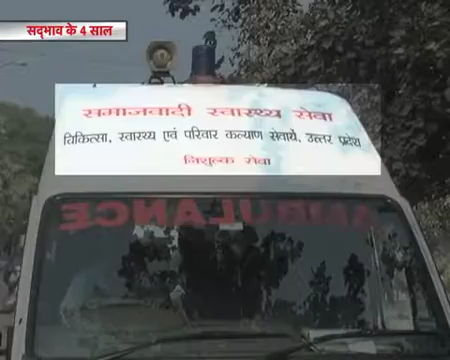 सद्भाव के 4 साल
समाजवादी स्वास्थ्य सेवा
चिकित्सा, स्वास्थ्य एवं परिवार कल्याण सेवायें, उत्तर प्रदेश
निशुल्क सेवा
AMBULANCE